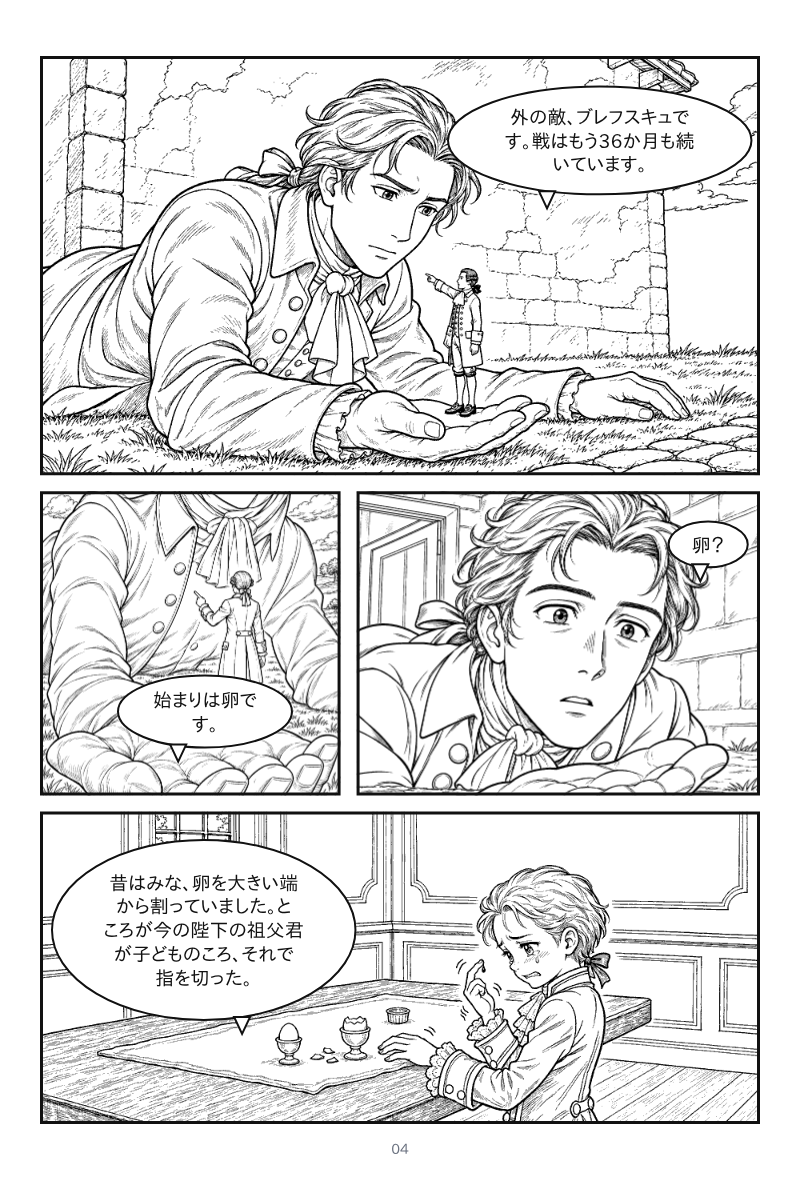 外の敵、ブレフスキュで
す。戦はもう36か月も続
いています。
始まりは卵で
す。
卵？
昔はみな、卵を大きい端
から割っていました。と
ころが今の陛下の祖父君
が子どものころ、それで
指を切った。
04